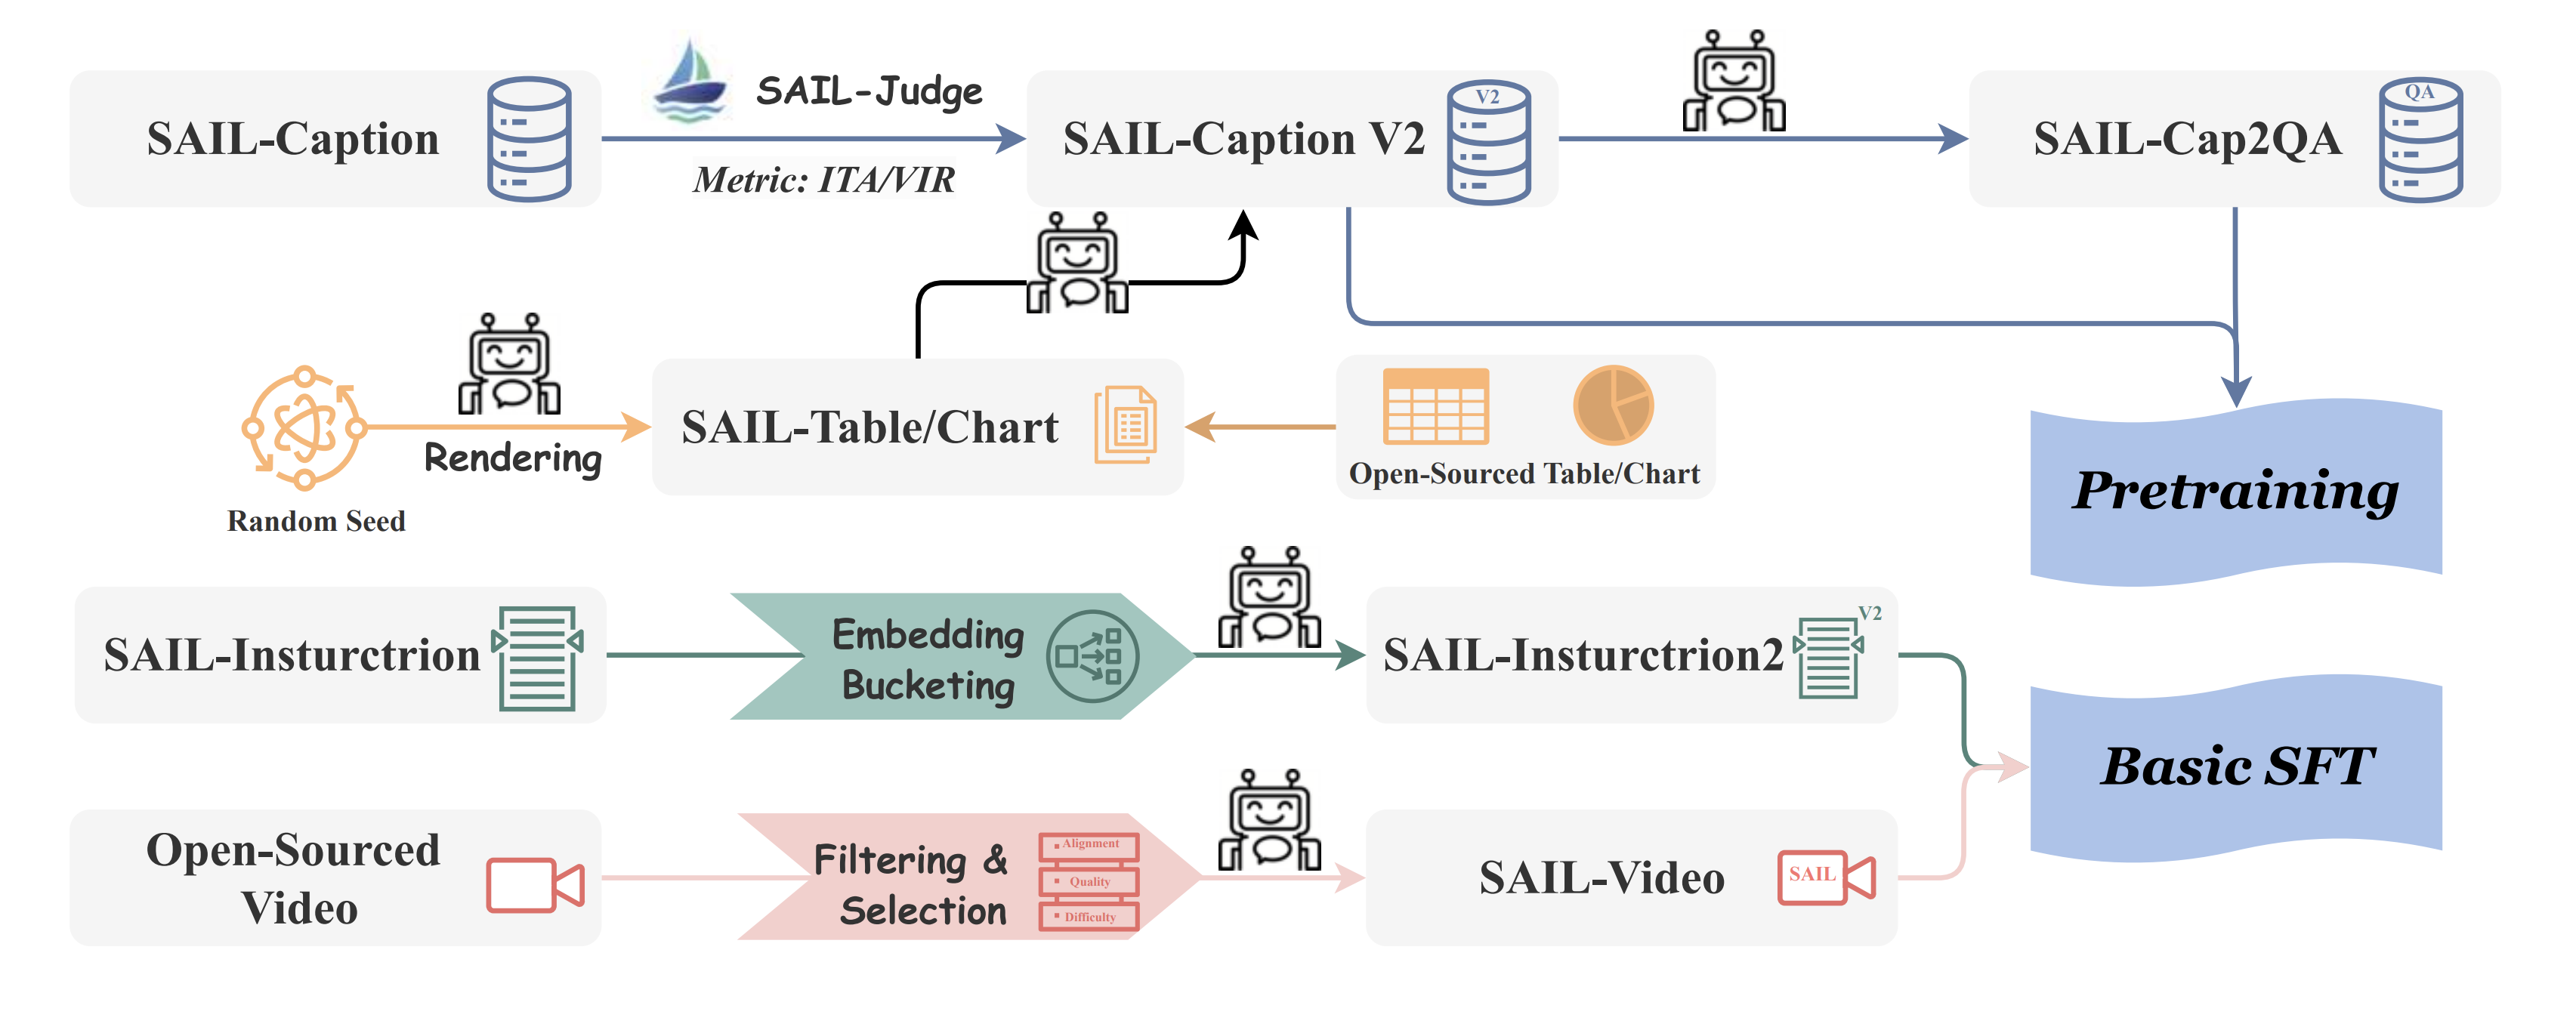 SAIL-Caption
SAIL-Judge
Metric: ITA/VIR
SAIL-Caption V2
V2
SAIL-Cap2QA
QA
Random Seed
Rendering
SAIL-Table/Chart
Open-Sourced Table/Chart
Pretraining
SAIL-Insturctrion
Embedding
Bucketing
SAIL-Insturctrion2
V2
Basic SFT
Open-Sourced
Video
Filtering &
Selection
Alignment
Quality
Difficulty
SAIL-Video
SAIL